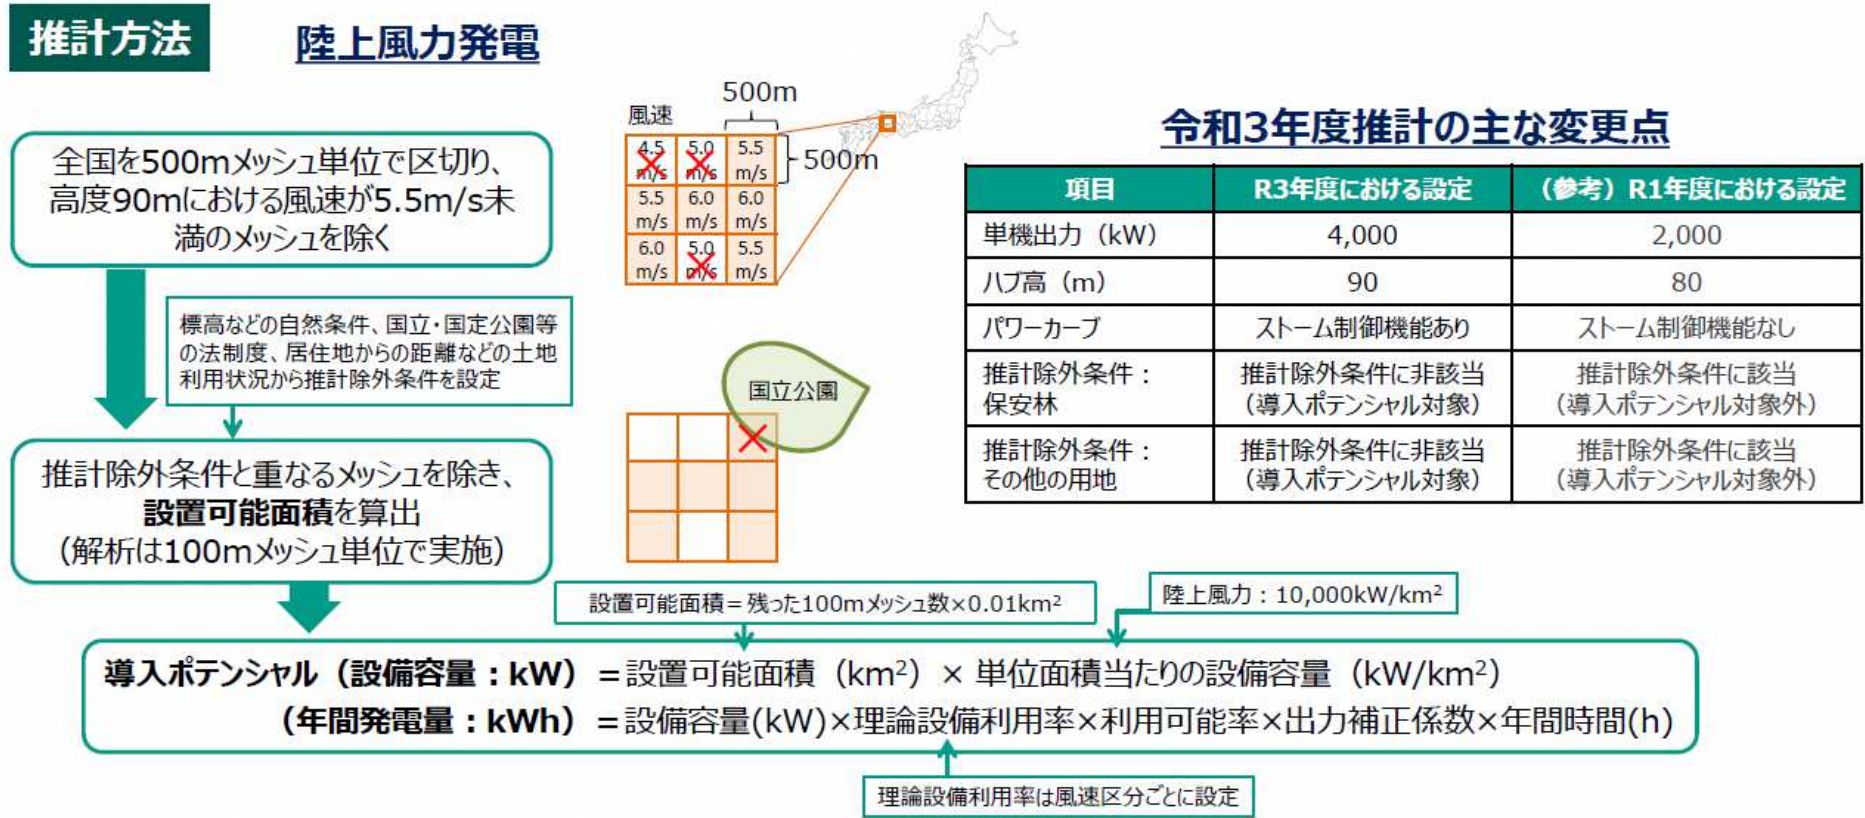 推計方法
陸上風力発電
全国を500mメッシュ単位で区切り、
高度90mにおける風速が5.5m/s未
満のメッシュを除く
標高などの自然条件、国立・国定公園等
の法制度、居住地からの距離などの土地
利用状況から推計除外条件を設定
推計除外条件と重なるメッシュを除き、
設置可能面積を算出
(解析は100mメッシュ単位で実施)
風速
500m
500m
4.5 m/s 5.0 m/s 5.5 m/s
5.5 m/s 6.0 m/s 6.0 m/s
6.0 m/s 5.0 m/s 5.5 m/s
国立公園
令和3年度推計の主な変更点
項目 R3年度における設定 (参考)R1年度における設定
単機出力(kW) 4,000 2,000
ハブ高(m) 90 80
パワーカーブ ストーム制御機能あり ストーム制御機能なし
推計除外条件: 推計除外条件に非該当 推計除外条件に該当
保安林 (導入ポテンシャル対象) (導入ポテンシャル対象外)
推計除外条件: 推計除外条件に非該当 推計除外条件に該当
その他の用地 (導入ポテンシャル対象) (導入ポテンシャル対象外)
設置可能面積=残った100mメッシュ数×0.01km²
陸上風力:10,000kW/km²
導入ポテンシャル(設備容量:kW)=設置可能面積(km²)× 単位面積当たりの設備容量(kW/km²)
(年間発電量:kWh)=設備容量(kW)×理論設備利用率×利用可能率×出力補正係数×年間時間(h)
理論設備利用率は風速区分ごとに設定